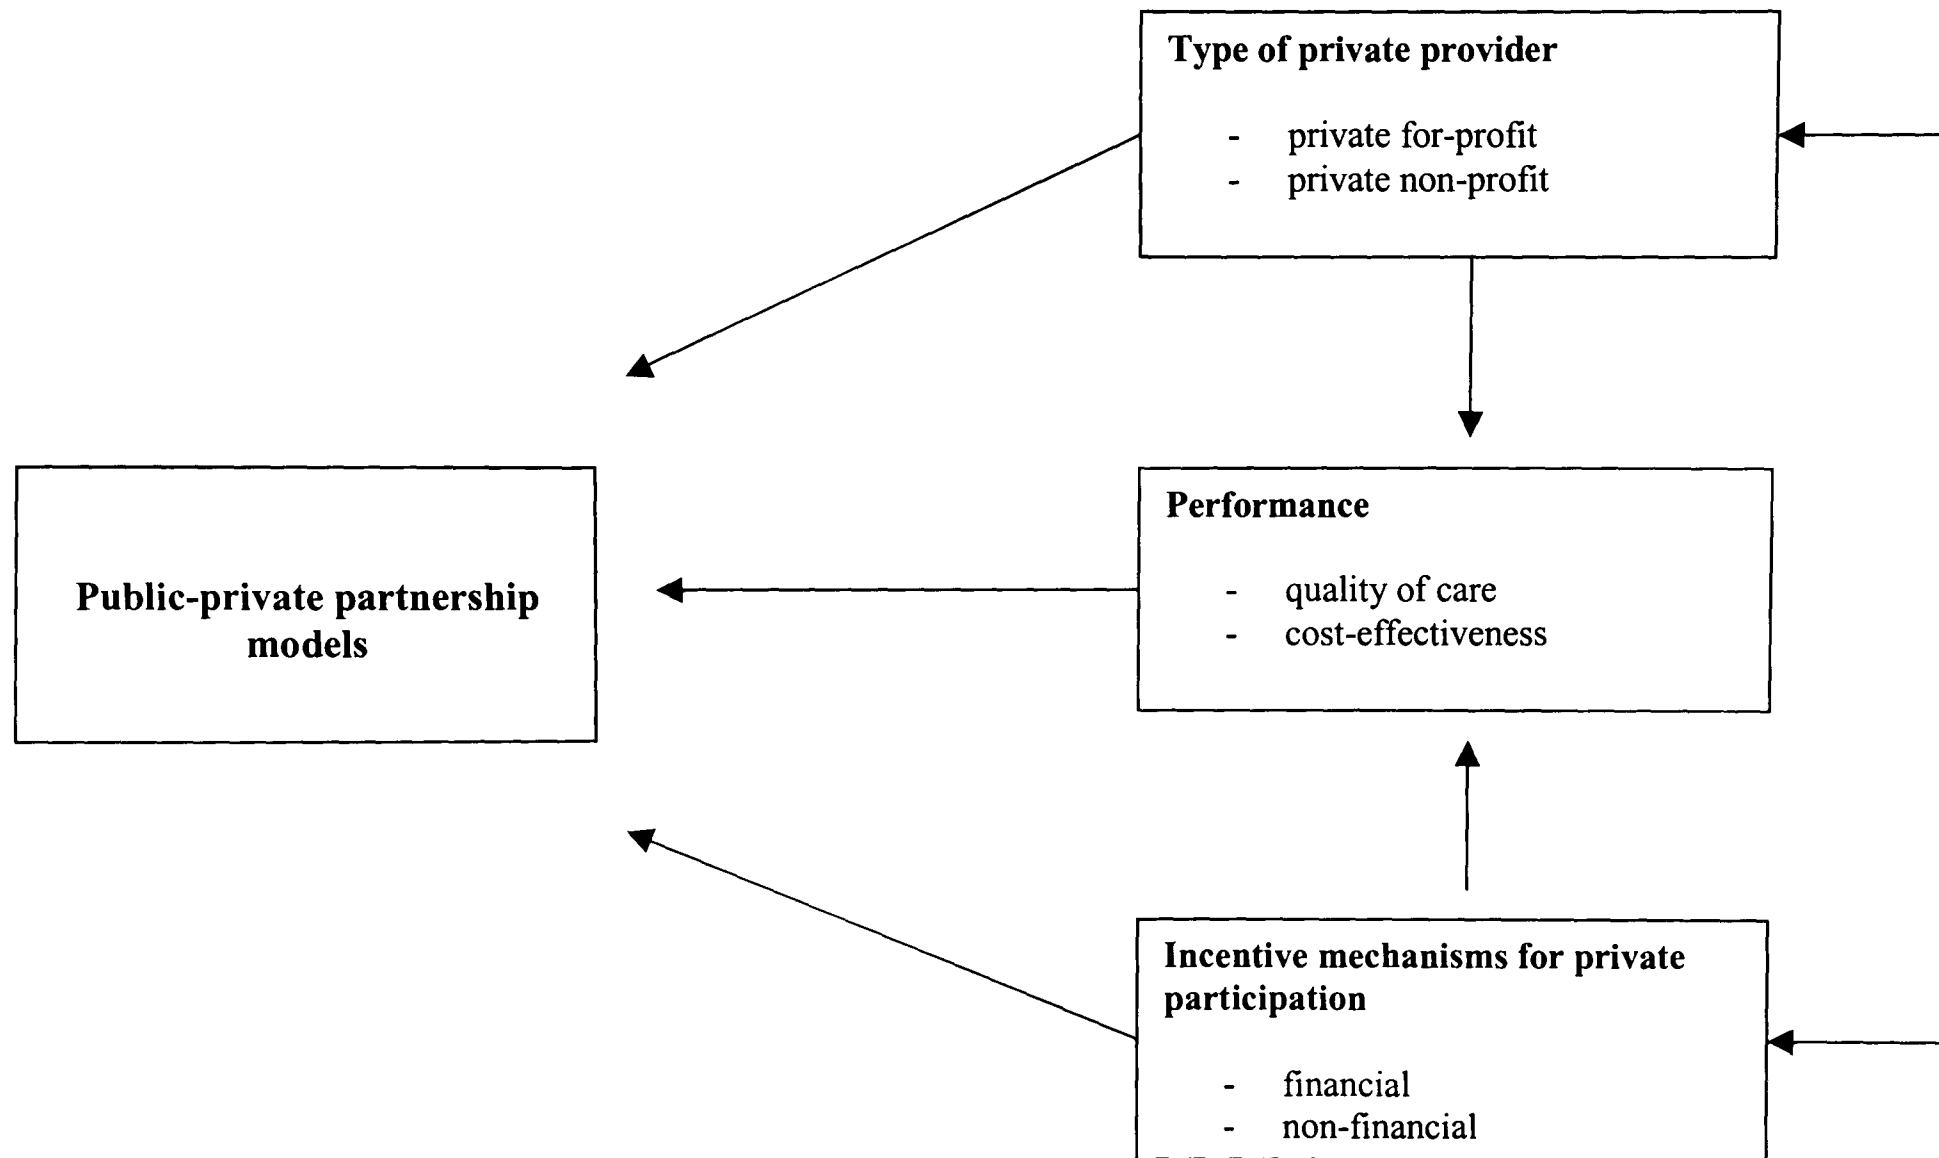 Type of private provider
- private for-profit
- private non-profit
Performance
- quality of care
- cost-effectiveness
Public-private partnership
models
Incentive mechanisms for private
participation
- financial
- non-financial